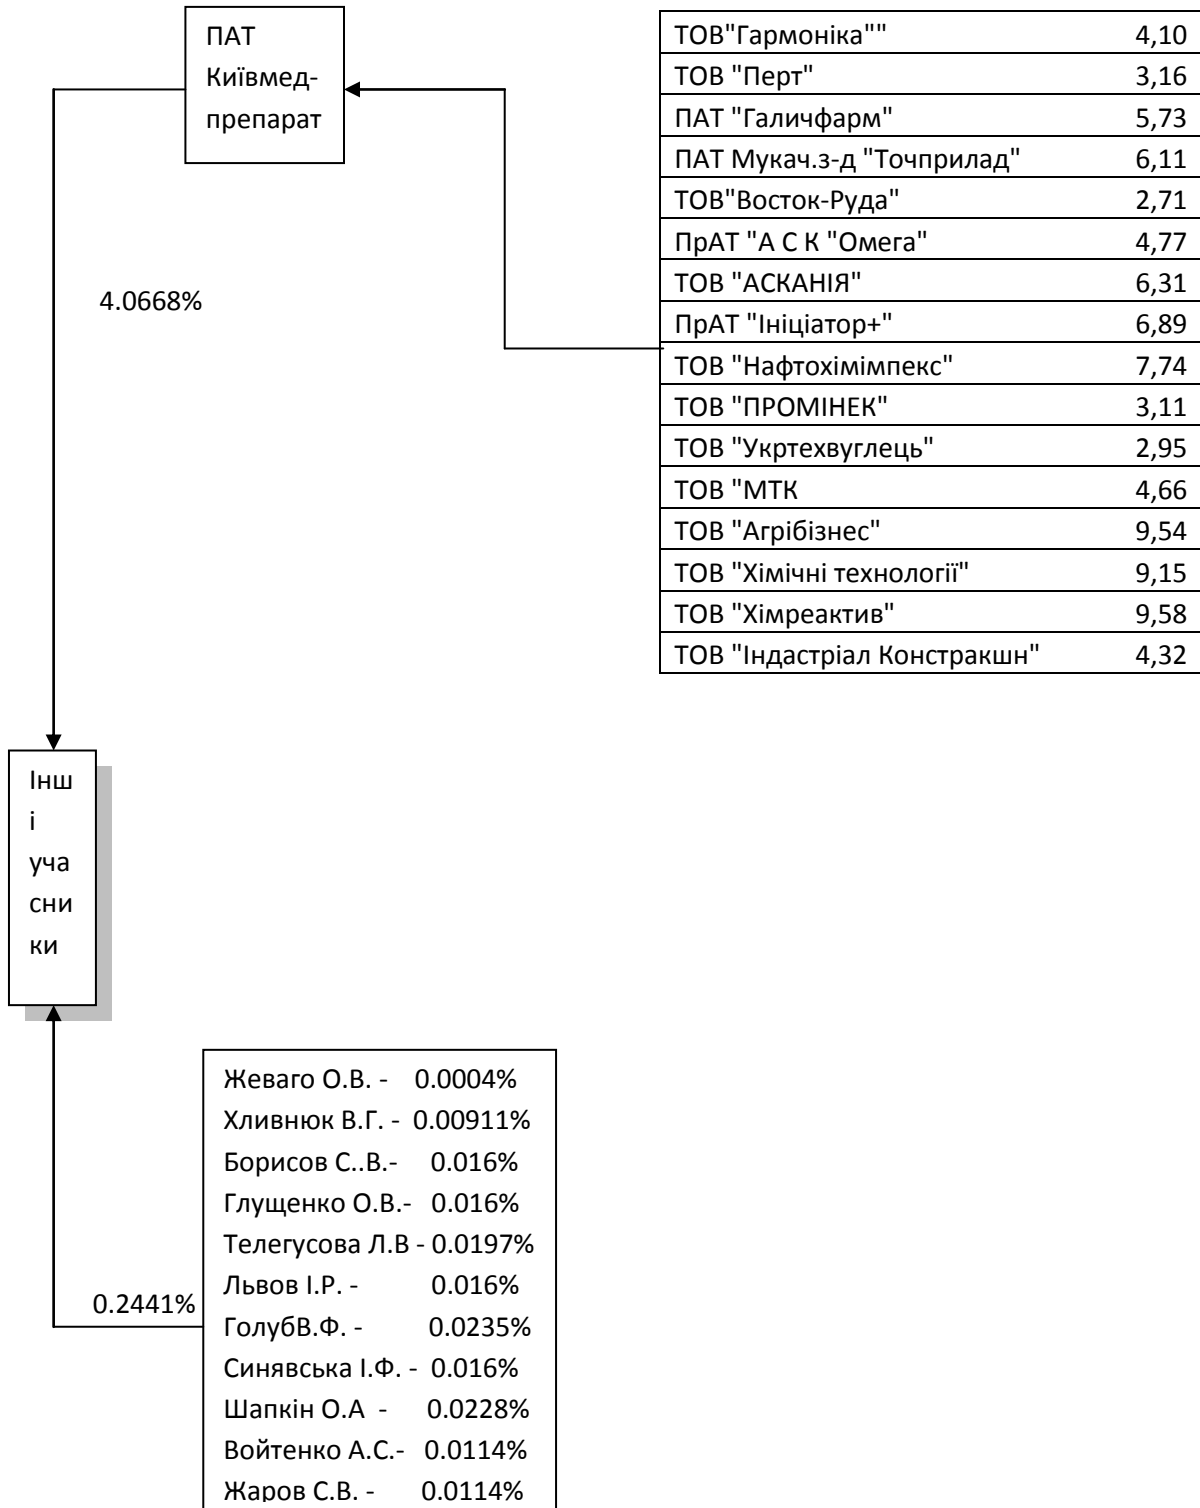 ПАТ
Київмед-
препарат
ТОВ"Гармоніка"" 4,10
ТОВ "Перт" 3,16
ПАТ "Галичфарм" 5,73
ПАТ Мукач.з-д "Точприлад" 6,11
ТОВ"Восток-Руда" 2,71
ПрАТ "А С К "Омега" 4,77
ТОВ "АСКАНІЯ" 6,31
ПрАТ "Ініціатор+" 6,89
ТОВ "Нафтохімімпекс" 7,74
ТОВ "ПРОМІНЕК" 3,11
ТОВ "Укртехвуглець" 2,95
ТОВ "МТК 4,66
ТОВ "Агрібізнес" 9,54
ТОВ "Хімічні технології" 9,15
ТОВ "Хімреактив" 9,58
ТОВ "Індастріал Констракшн" 4,32
4.0668%
Інш
і
уча
сни
ки
0.2441%
Жеваго О.В. - 0.0004%
Хливнюк В.Г. - 0.00911%
Борисов С..В.- 0.016%
Глущенко О.В.- 0.016%
Телегусова Л.В - 0.0197%
Львов І.Р. - 0.016%
ГолубВ.Ф. - 0.0235%
Синявська І.Ф. - 0.016%
Шапкін О.А - 0.0228%
Войтенко А.С.- 0.0114%
Жаров С.В. - 0.0114%